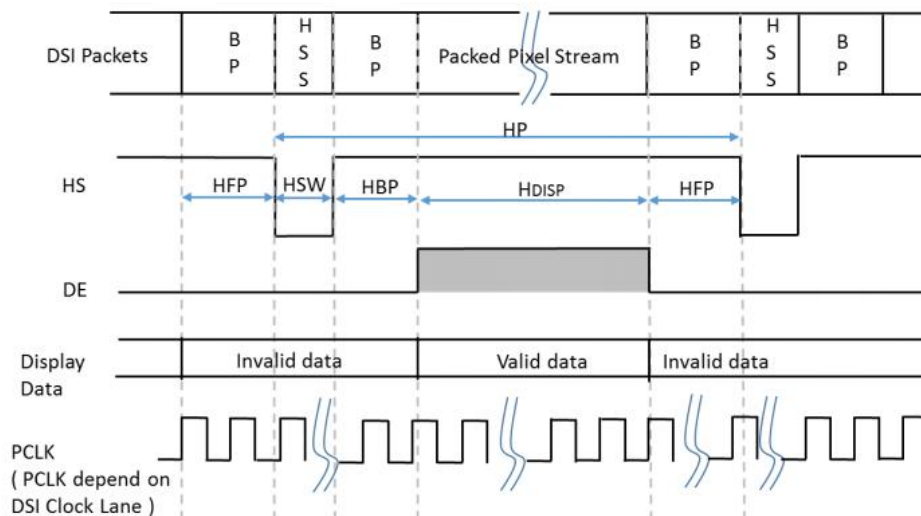 DSI Packets
B P
H S S
B P
Packed Pixel Stream
B P
H S S
B P
HP
HS
HFP
HSW
HBP
HDISP
HFP
DE
Display Data
Invalid data
Valid data
Invalid data
PCLK
( PCLK depend on
DSI Clock Lane )